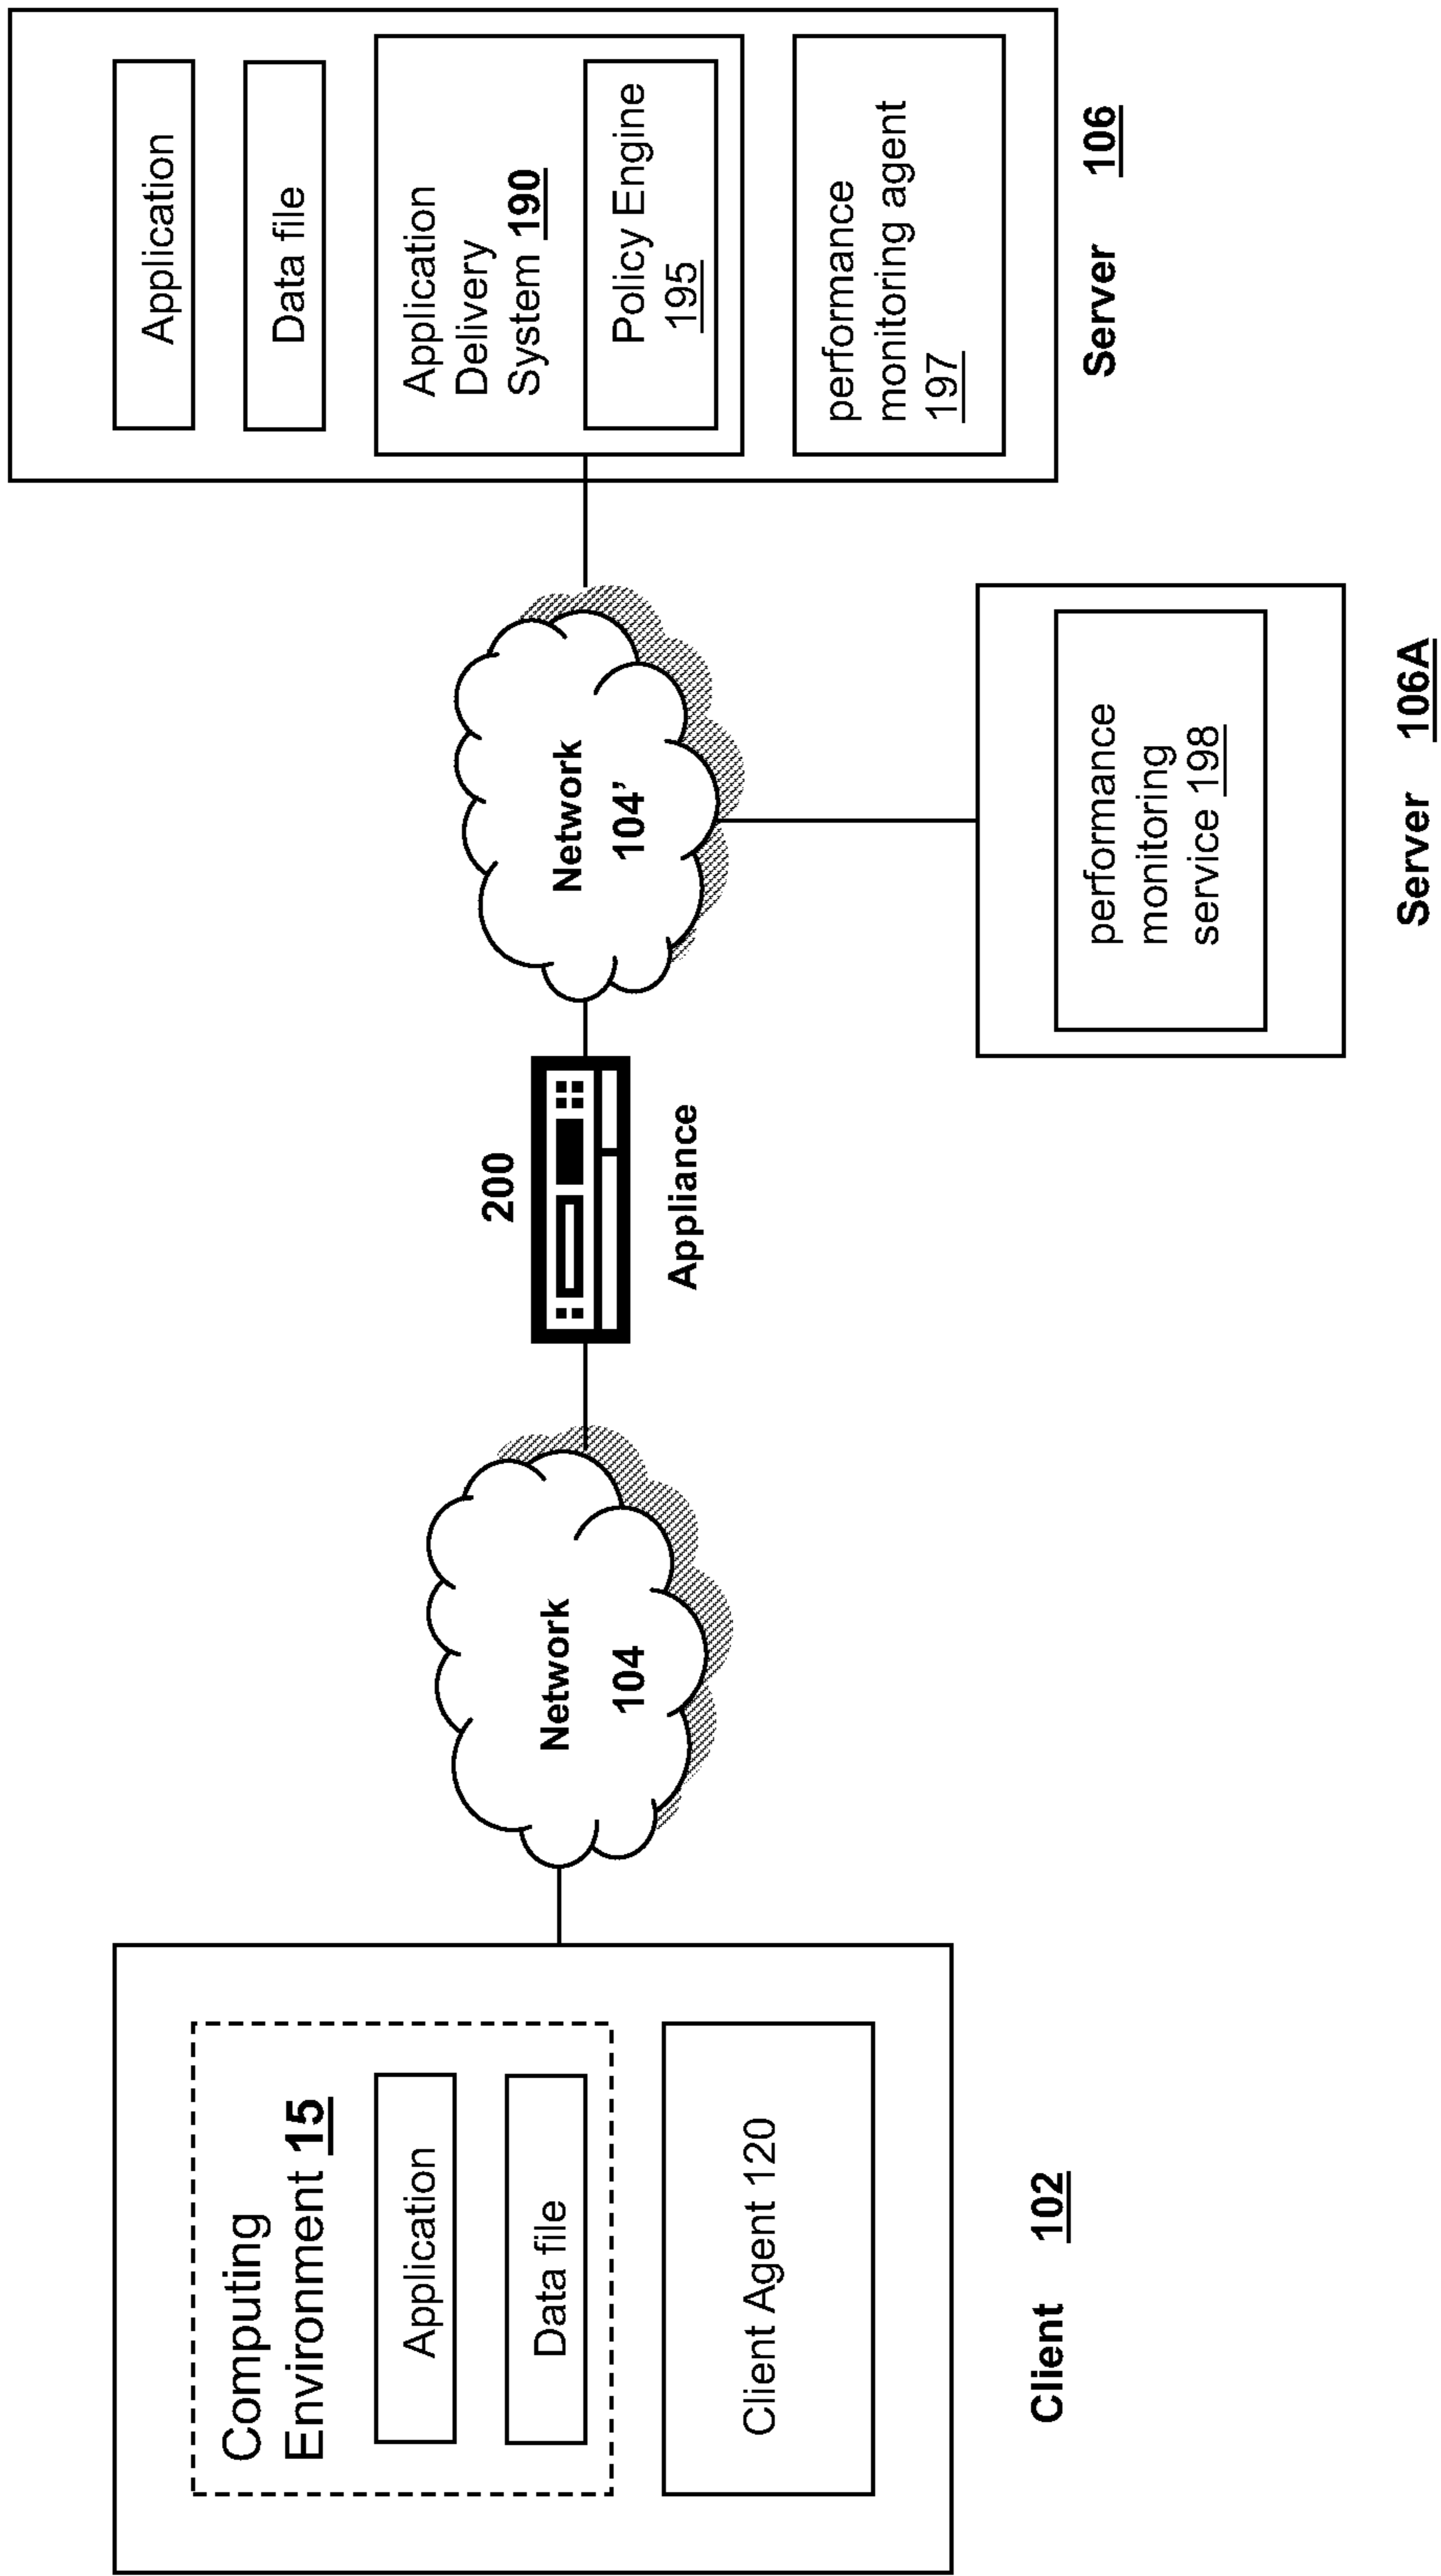 Computing
Environment 15
Application
Data file
Client Agent 120
Client 102
Network
104
200
Appliance
Network
104’
performance
monitoring
service 198
Server 106A
Application
Data file
Application
Delivery
System 190
Policy Engine
195
performance
monitoring agent
197
Server 106